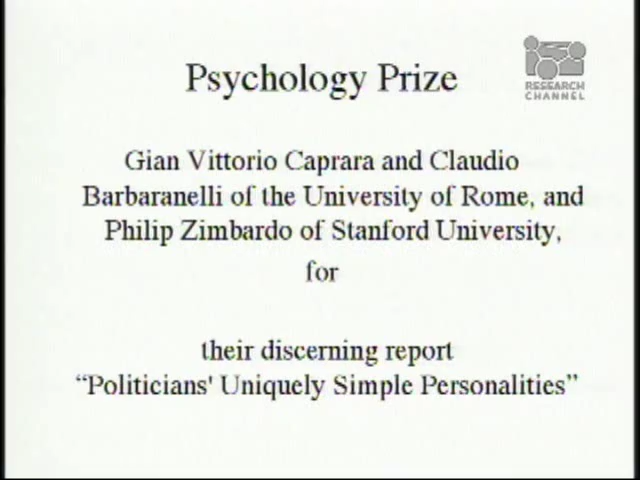 Psychology Prize
RESEARCH
CHANNEL
Gian Vittorio Caprara and Claudio
Barbaranelli of the University of Rome, and
Philip Zimbardo of Stanford University,
for
their discerning report
“Politicians' Uniquely Simple Personalities”